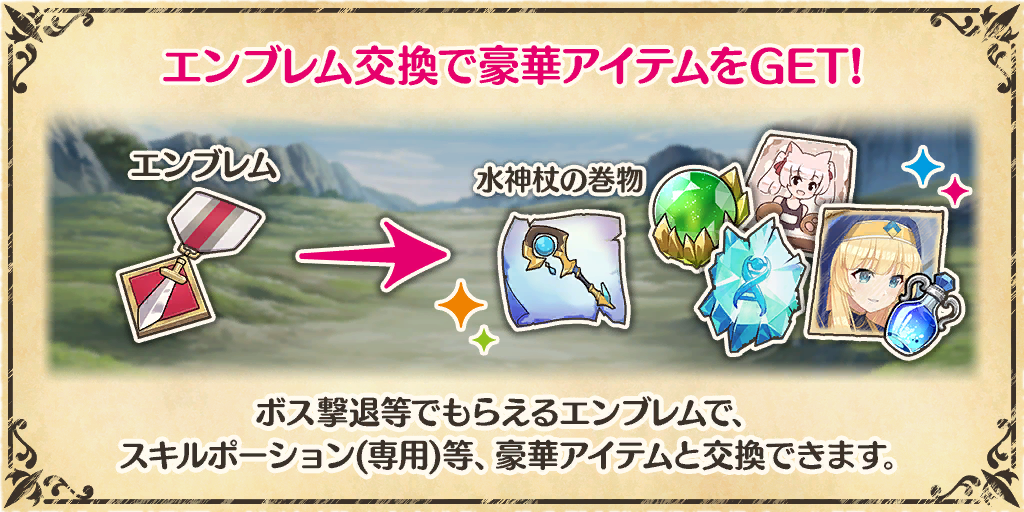 エンブレム交換で豪華アイテムをGET!
エンブレム
水神杖の巻物
ボス撃退等でもらえるエンブレムで、
スキルポーション(専用)等、豪華アイテムと交換できます。